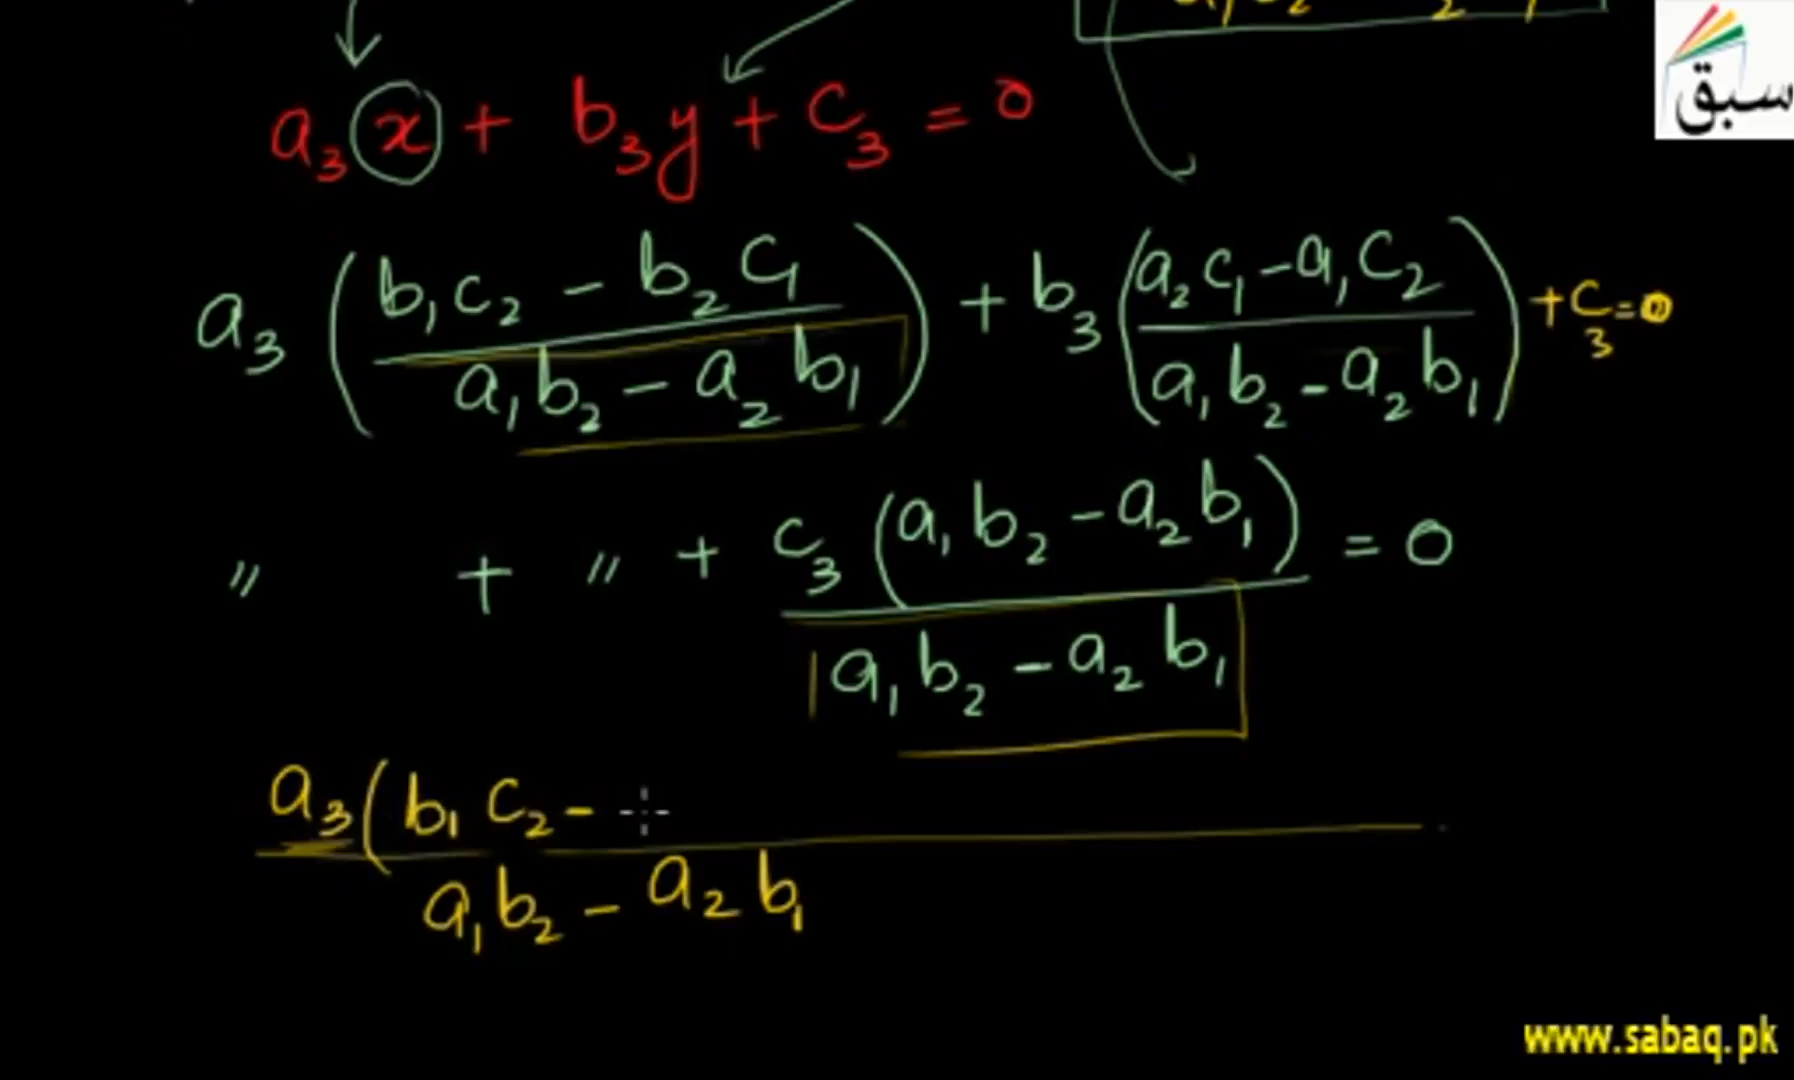 سبق
a₃x + b₃y + c₃ = 0
a₃ (b₁c₂ − b₂c₁ / a₁b₂ − a₂b₁) + b₃ (a₂c₁ − a₁c₂ / a₁b₂ − a₂b₁) + c₃ = 0
〃 + 〃 + c₃ (a₁b₂ − a₂b₁) / a₁b₂ − a₂b₁ = 0
a₃(b₁c₂ − / a₁b₂ − a₂b₁
www.sabaq.pk